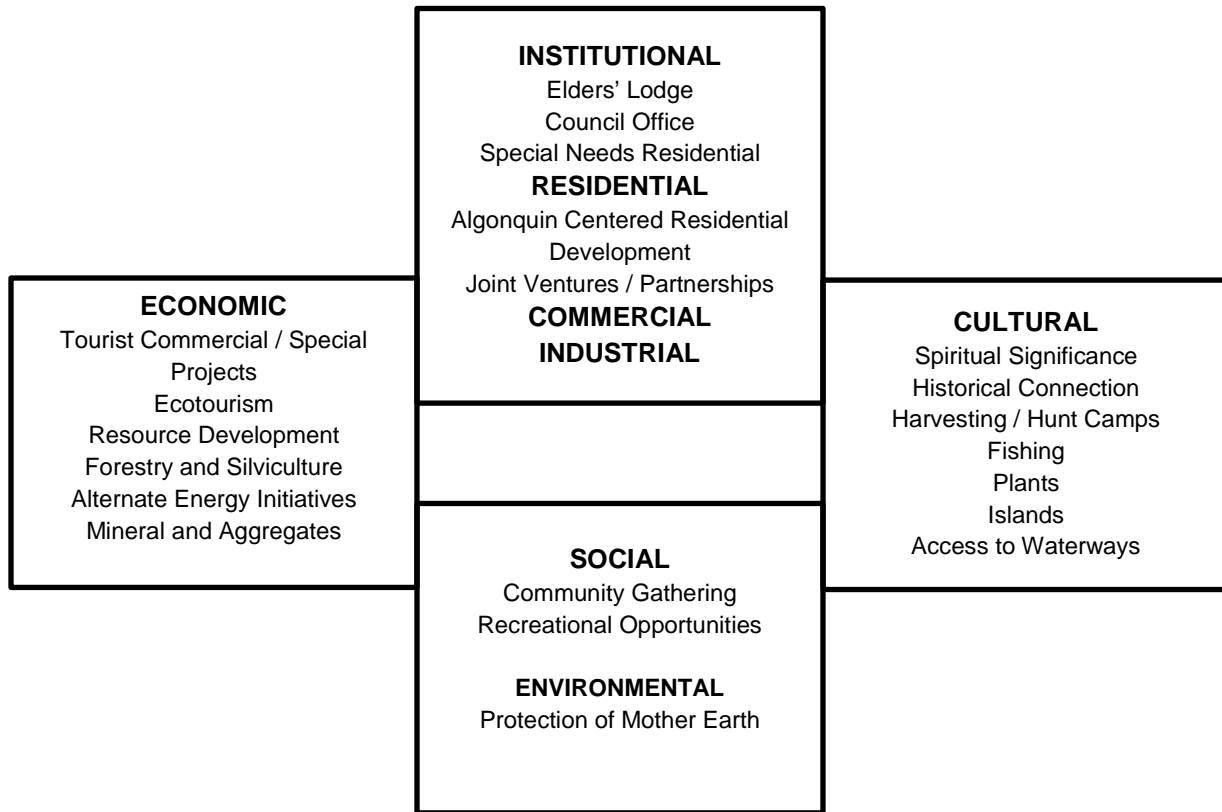 INSTITUTIONAL
Elders’ Lodge
Council Office
Special Needs Residential
RESIDENTIAL
Algonquin Centered Residential
Development
Joint Ventures / Partnerships
COMMERCIAL
INDUSTRIAL
ECONOMIC
Tourist Commercial / Special
Projects
Ecotourism
Resource Development
Forestry and Silviculture
Alternate Energy Initiatives
Mineral and Aggregates
CULTURAL
Spiritual Significance
Historical Connection
Harvesting / Hunt Camps
Fishing
Plants
Islands
Access to Waterways
SOCIAL
Community Gathering
Recreational Opportunities
ENVIRONMENTAL
Protection of Mother Earth